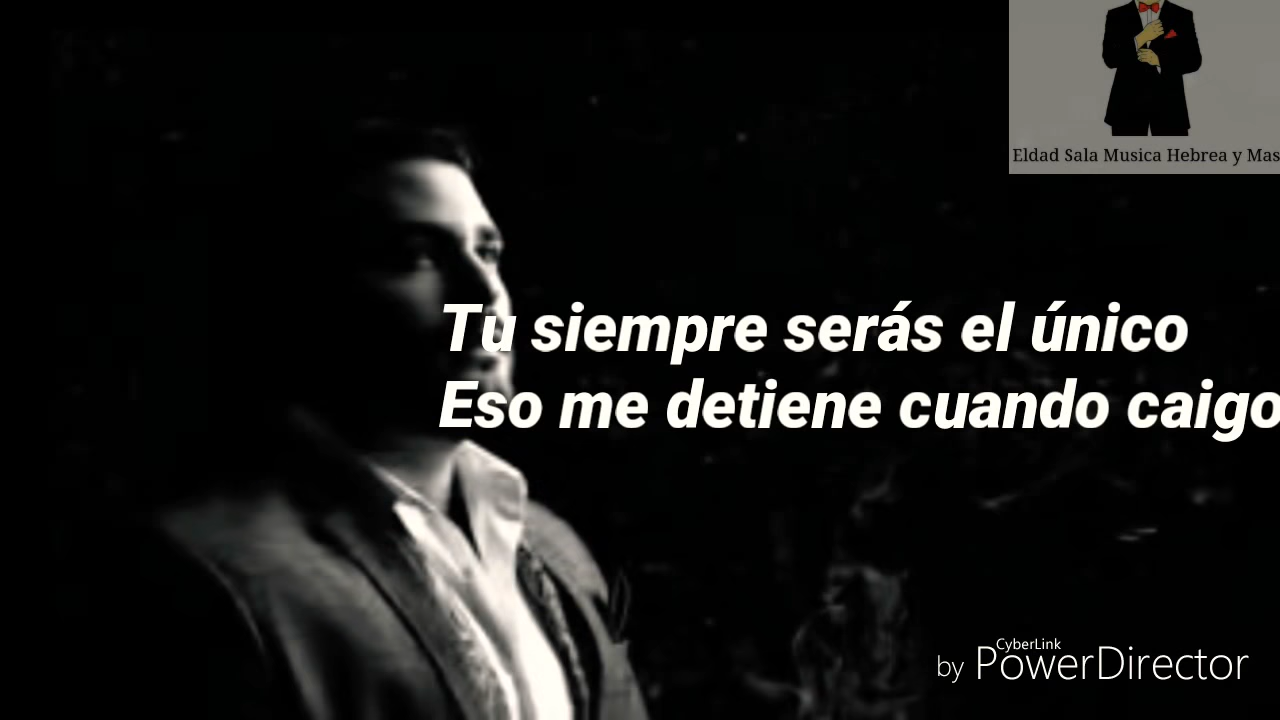 Eldad Sala Musica Hebrea y Mas
Tu siempre serás el único
Eso me detiene cuando caigo
by CyberLink
PowerDirector